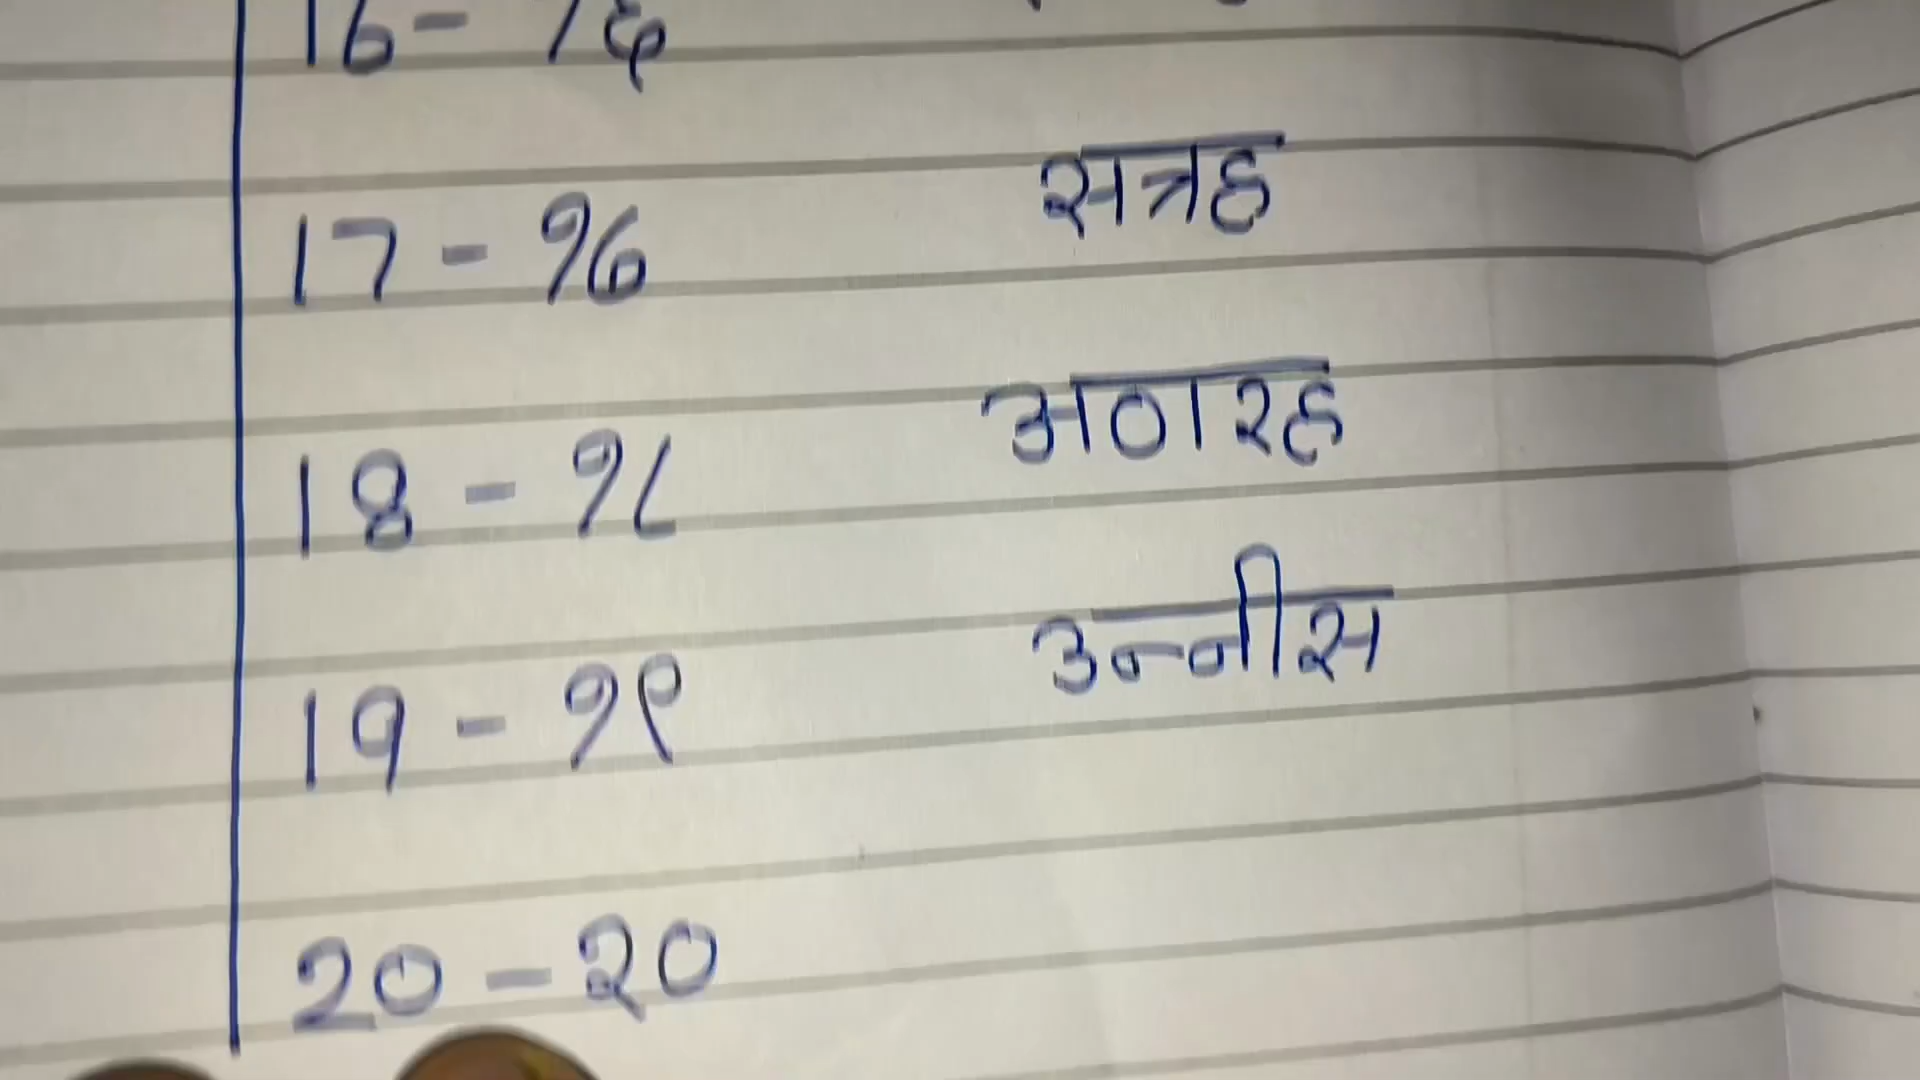 16 - १६
17 - १७ सत्रह
18 - १८ अठारह
19 - १९ उन्नीस
20 - २०